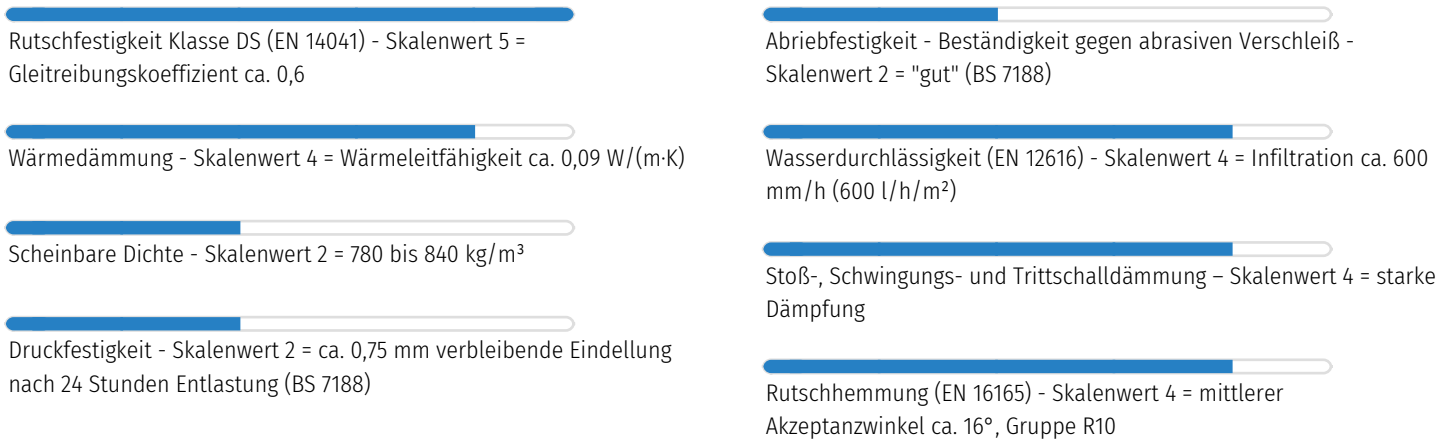 Rutschfestigkeit Klasse DS (EN 14041) - Skalenwert 5 =
Gleitreibungskoeffizient ca. 0,6
Wärmedämmung - Skalenwert 4 = Wärmeleitfähigkeit ca. 0,09 W/(m·K)
Scheinbare Dichte - Skalenwert 2 = 780 bis 840 kg/m³
Druckfestigkeit - Skalenwert 2 = ca. 0,75 mm verbleibende Eindellung
nach 24 Stunden Entlastung (BS 7188)
Abriebfestigkeit - Beständigkeit gegen abrasiven Verschleiß -
Skalenwert 2 = "gut" (BS 7188)
Wasserdurchlässigkeit (EN 12616) - Skalenwert 4 = Infiltration ca. 600
mm/h (600 l/h/m²)
Stoß-, Schwingungs- und Trittschalldämmung – Skalenwert 4 = starke
Dämpfung
Rutschhemmung (EN 16165) - Skalenwert 4 = mittlerer
Akzeptanzwinkel ca. 16°, Gruppe R10